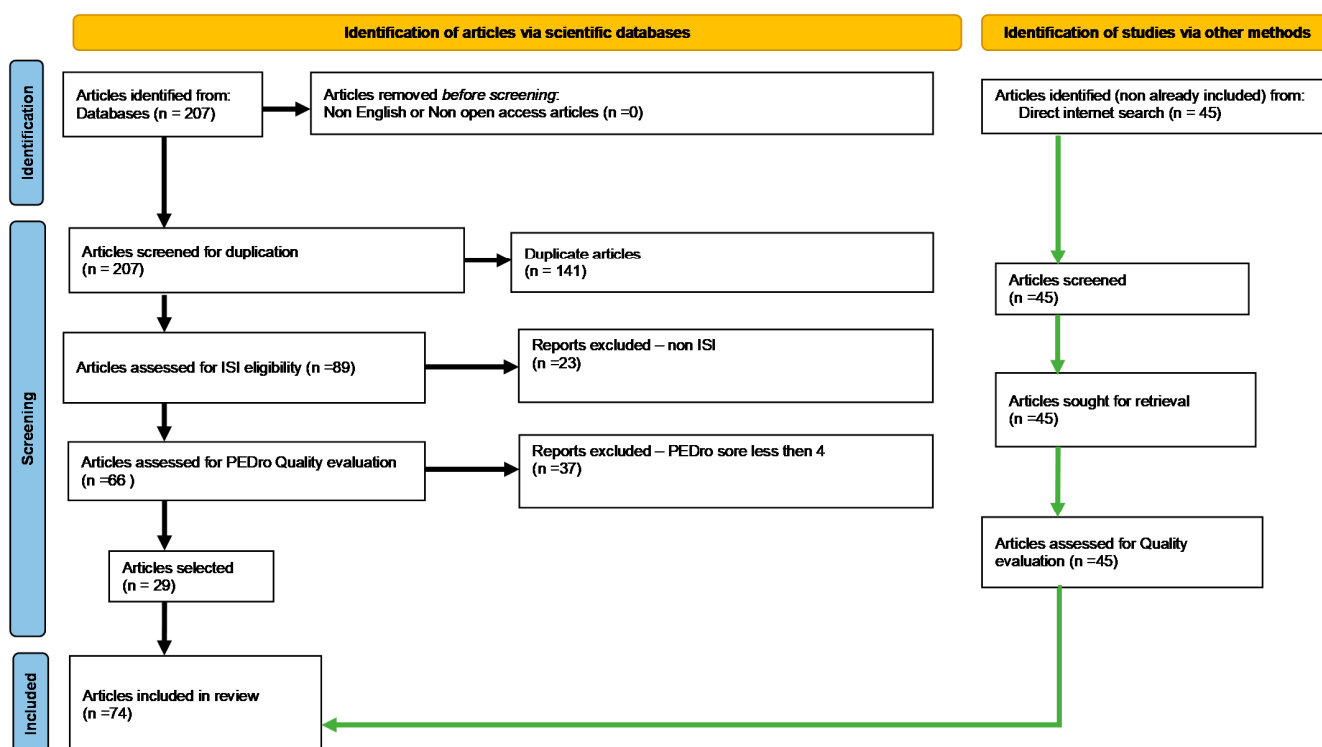 Identification of articles via scientific databases
Identification of studies via other methods
Identification
Articles identified from:
Databases (n = 207)
Articles removed before screening:
Non English or Non open access articles (n =0)
Articles identified (non already included) from:
Direct internet search (n = 45)
Screening
Articles screened for duplication
(n = 207)
Duplicate articles
(n = 141)
Articles screened
(n =45)
Articles assessed for ISI eligibility (n =89)
Reports excluded – non ISI
(n =23)
Articles sought for retrieval
(n =45)
Articles assessed for PEDro Quality evaluation
(n =66 )
Reports excluded – PEDro sore less then 4
(n =37)
Articles assessed for Quality
evaluation (n =45)
Articles selected
(n = 29)
Included
Articles included in review
(n =74)